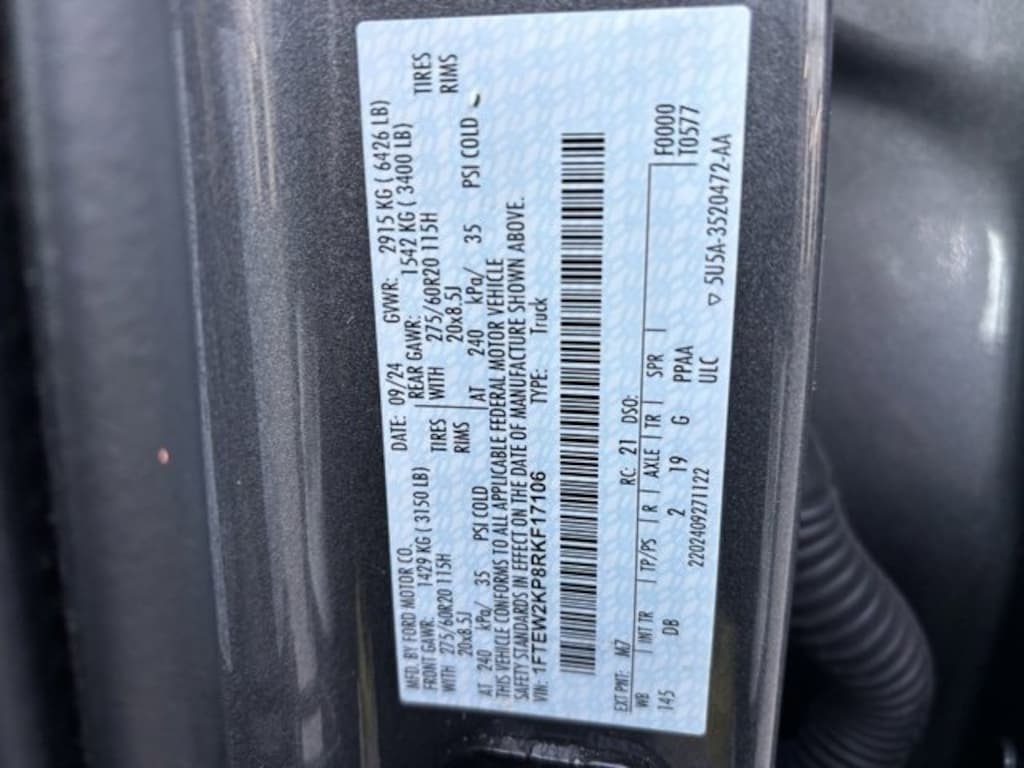 MFD. BY FORD MOTOR CO. DATE: 09/24 GVWR: 2915 KG ( 6426 LB)
FRONT GAWR: 1429 KG ( 3150 LB) REAR GAWR: 1542 KG ( 3400 LB)
WITH 275/60R20 115H TIRES WITH 275/60R20 115H TIRES
20x8.5J RIMS 20x8.5J RIMS
AT 240 kPa/ 35 PSI COLD AT 240 kPa/ 35 PSI COLD
THIS VEHICLE CONFORMS TO ALL APPLICABLE FEDERAL MOTOR VEHICLE
SAFETY STANDARDS IN EFFECT ON THE DATE OF MANUFACTURE SHOWN ABOVE.
VIN: 1FTEW2KP8RKF17106 TYPE: Truck
EXT PNT: M7 RC: 21 DSO: F0000
WB INT TR TP/PS R AXLE TR SPR T0577
145 DB 2 19 G PPAA
220240927 1122 ULC
▽ 5U5A-3520472-AA